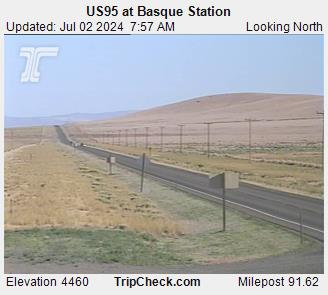 US95 at Basque Station
Updated: Jul 02 2024 7:57 AM Looking North
Elevation 4460 TripCheck.com Milepost 91.62